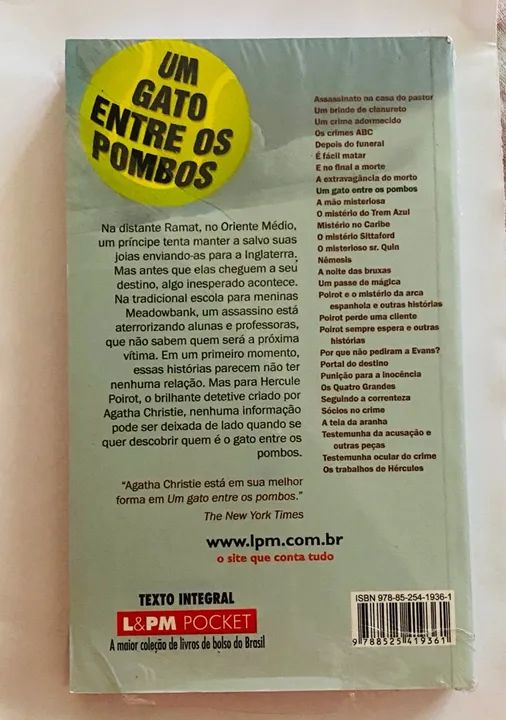 UM
GATO
ENTRE OS
POMBOS
Na distante Ramat, no Oriente Médio,
um príncipe tenta manter a salvo suas
joias enviando-as para a Inglaterra.
Mas antes que elas cheguem a seu
destino, algo inesperado acontece.
Na tradicional escola para meninas
Meadowbank, um assassino está
aterrorizando alunas e professoras,
que não sabem quem será a próxima
vítima. Em um primeiro momento,
essas histórias parecem não ter
nenhuma relação. Mas para Hercule
Poirot, o brilhante detetive criado por
Agatha Christie, nenhuma informação
pode ser deixada de lado quando se
quer descobrir quem é o gato entre os
pombos.
“Agatha Christie está em sua melhor
forma em Um gato entre os pombos.”
The New York Times
Assassinato na casa do pastor
Um brinde de cianureto
Um crime adormecido
Os crimes ABC
Depois do funeral
É fácil matar
E no final a morte
A extravagância do morto
Um gato entre os pombos
A mão misteriosa
O mistério do Trem Azul
Mistério no Caribe
O mistério Sittaford
O misterioso sr. Quin
Nêmesis
A noite das bruxas
Um passe de mágica
Poirot e o mistério da arca
espanhola e outras histórias
Poirot perde uma cliente
Poirot sempre espera e outras
histórias
Por que não pediram a Evans?
Portal do destino
Punição para a inocência
Os Quatro Grandes
Seguindo a correnteza
Sócios no crime
A teia da aranha
Testemunha da acusação e
outras peças
Testemunha ocular do crime
Os trabalhos de Hércules
www.lpm.com.br
o site que conta tudo
TEXTO INTEGRAL
L&PM POCKET
A maior coleção de livros de bolso do Brasil
ISBN 978-85-254-1936-1
9 788525 419361